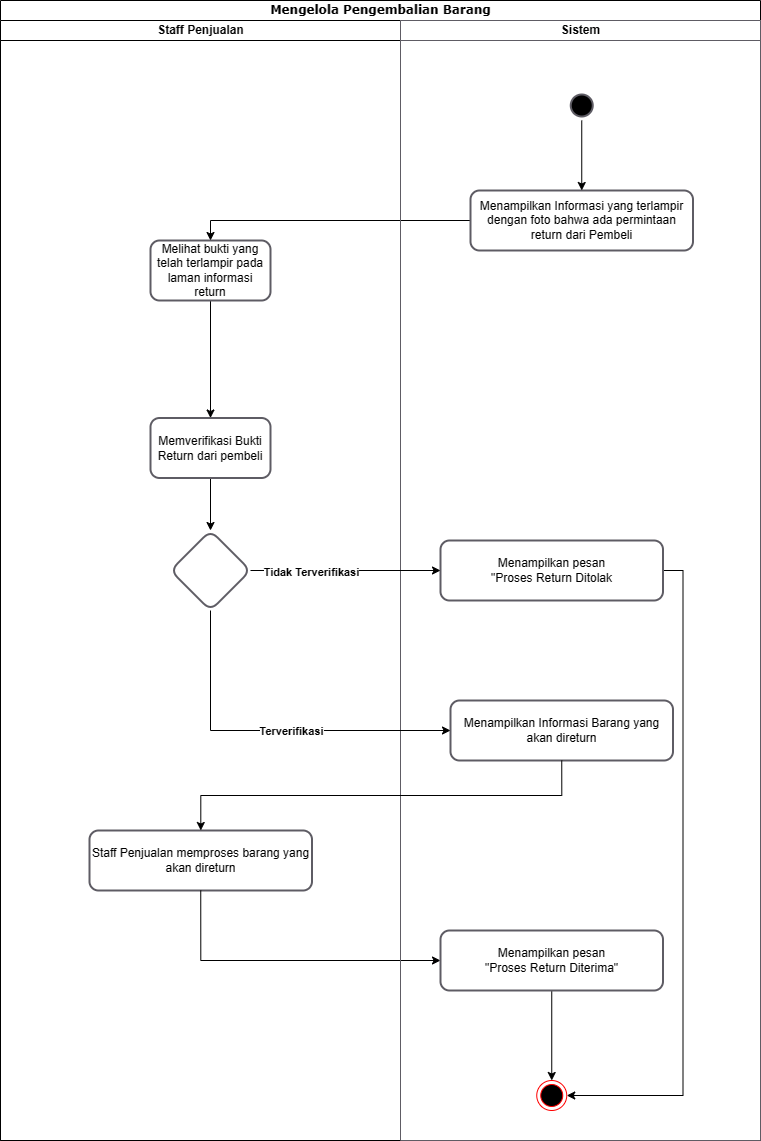 Mengelola Pengembalian Barang
Staff Penjualan
Sistem
Menampilkan Informasi yang terlampir
dengan foto bahwa ada permintaan
return dari Pembeli
Melihat bukti yang
telah terlampir pada
laman informasi
return
Memverifikasi Bukti
Return dari pembeli
Tidak Terverifikasi
Menampilkan pesan
"Proses Return Ditolak
Terverifikasi
Menampilkan Informasi Barang yang
akan direturn
Staff Penjualan memproses barang yang
akan direturn
Menampilkan pesan
"Proses Return Diterima"